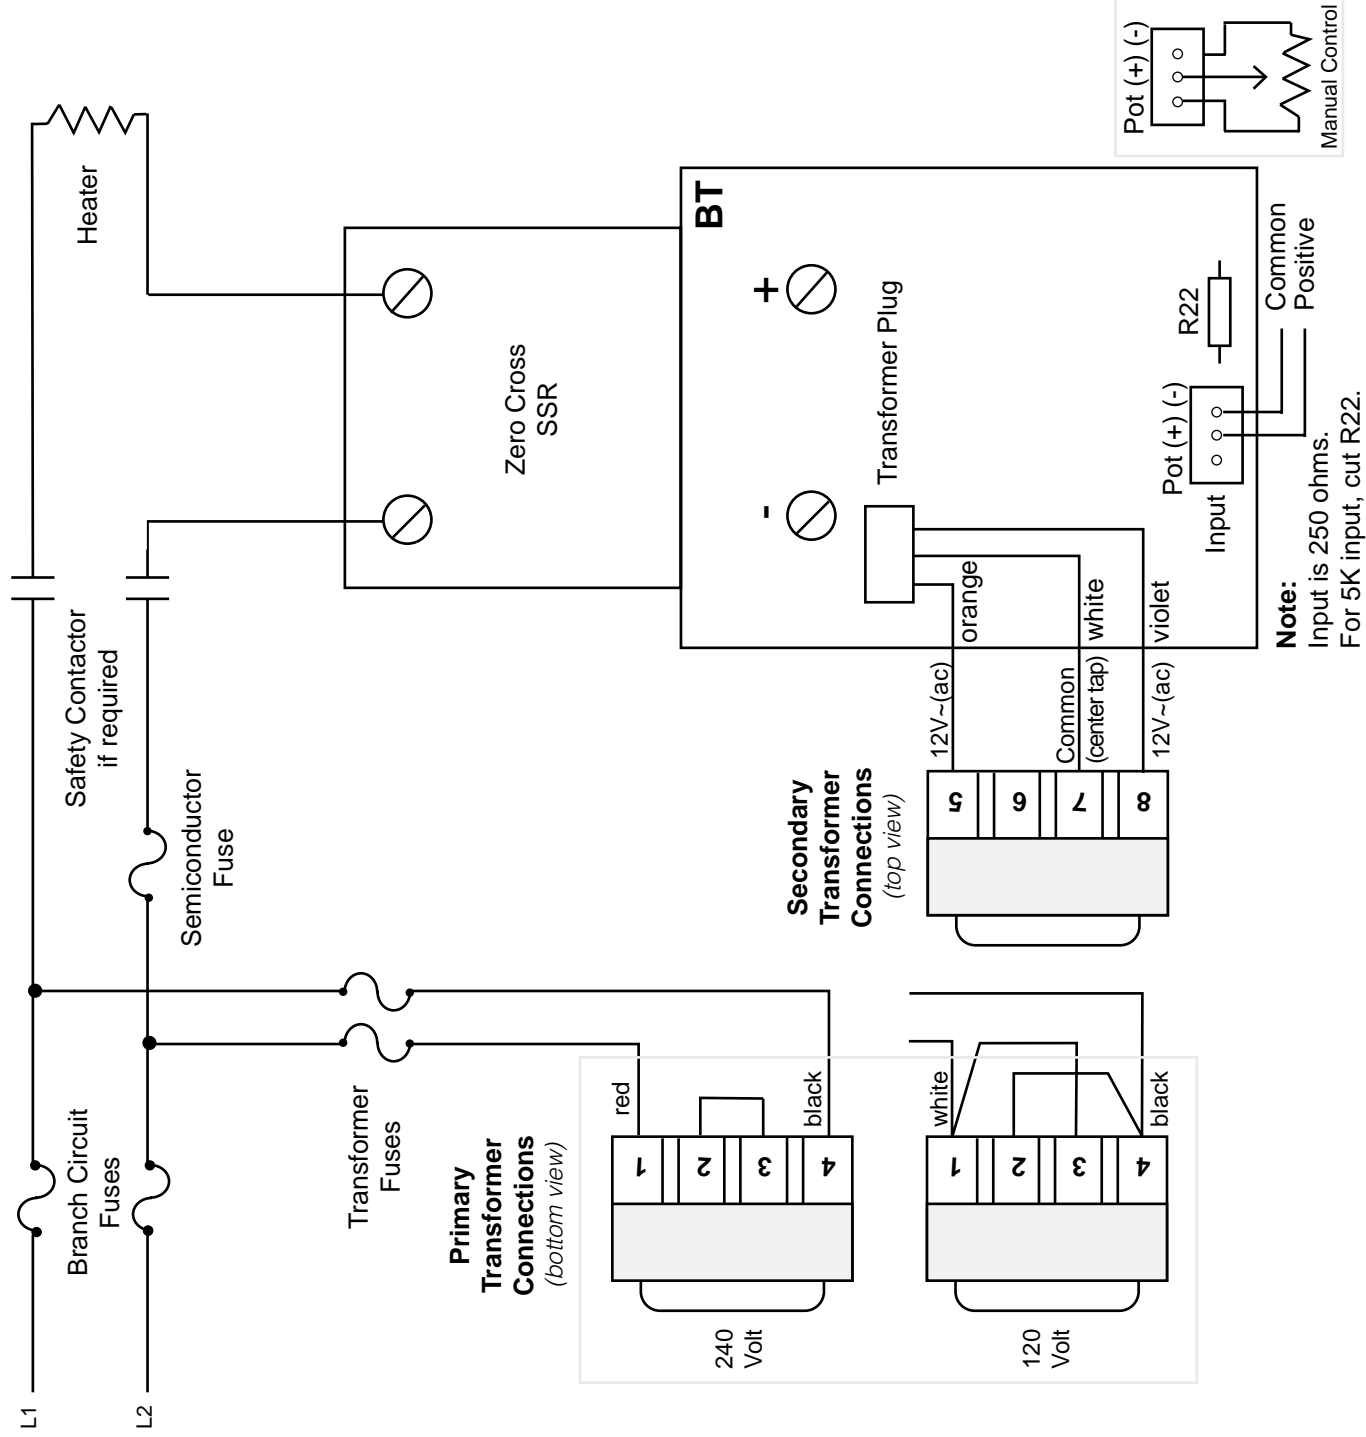 L1
L2
Branch Circuit
Fuses
Semiconductor
Fuse
Safety Contactor
if required
Heater
Transformer
Fuses
Zero Cross
SSR
Primary
Transformer
Connections
(bottom view)
240
Volt
red
black
1
2
3
4
120
Volt
white
black
1
2
3
4
Secondary
Transformer
Connections
(top view)
5
6
7
8
12V~(ac)
Common
(center tap)
12V~(ac)
orange
white
violet
BT
-
+
Transformer Plug
Pot (+) (-)
Input
R22
Common
Positive
Note:
Input is 250 ohms.
For 5K input, cut R22.
Pot (+) (-)
Manual Control